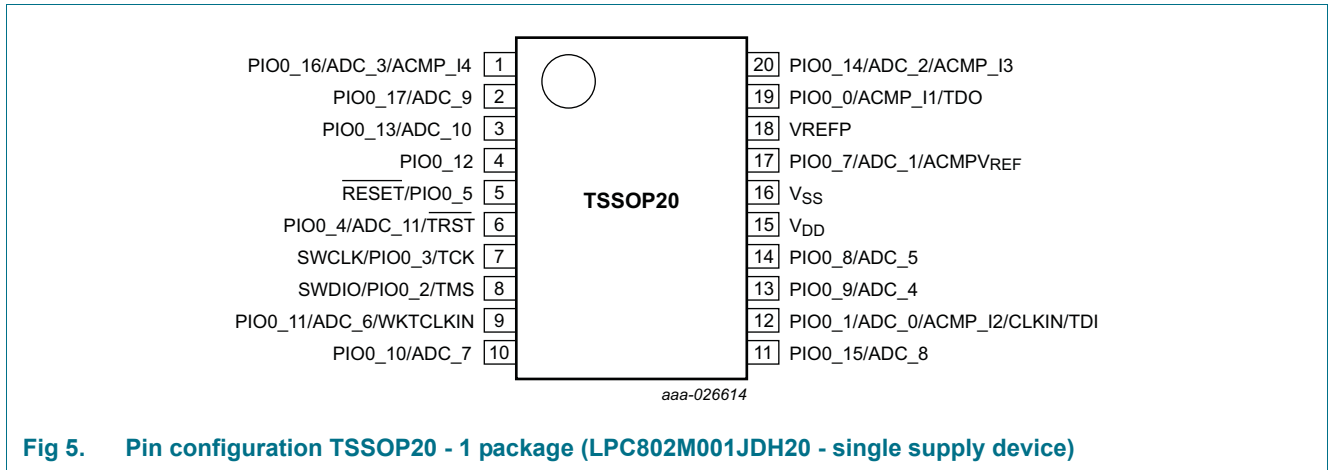 PIO0_16/ADC_3/ACMP_I4 1
PIO0_17/ADC_9 2
PIO0_13/ADC_10 3
PIO0_12 4
RESET/PIO0_5 5
PIO0_4/ADC_11/TRST 6
SWCLK/PIO0_3/TCK 7
SWDIO/PIO0_2/TMS 8
PIO0_11/ADC_6/WKTCLKIN 9
PIO0_10/ADC_7 10
TSSOP20
20 PIO0_14/ADC_2/ACMP_I3
19 PIO0_0/ACMP_I1/TDO
18 VREFP
17 PIO0_7/ADC_1/ACMPVREF
16 VSS
15 VDD
14 PIO0_8/ADC_5
13 PIO0_9/ADC_4
12 PIO0_1/ADC_0/ACMP_I2/CLKIN/TDI
11 PIO0_15/ADC_8
aaa-026614
Fig 5. Pin configuration TSSOP20 - 1 package (LPC802M001JDH20 - single supply device)